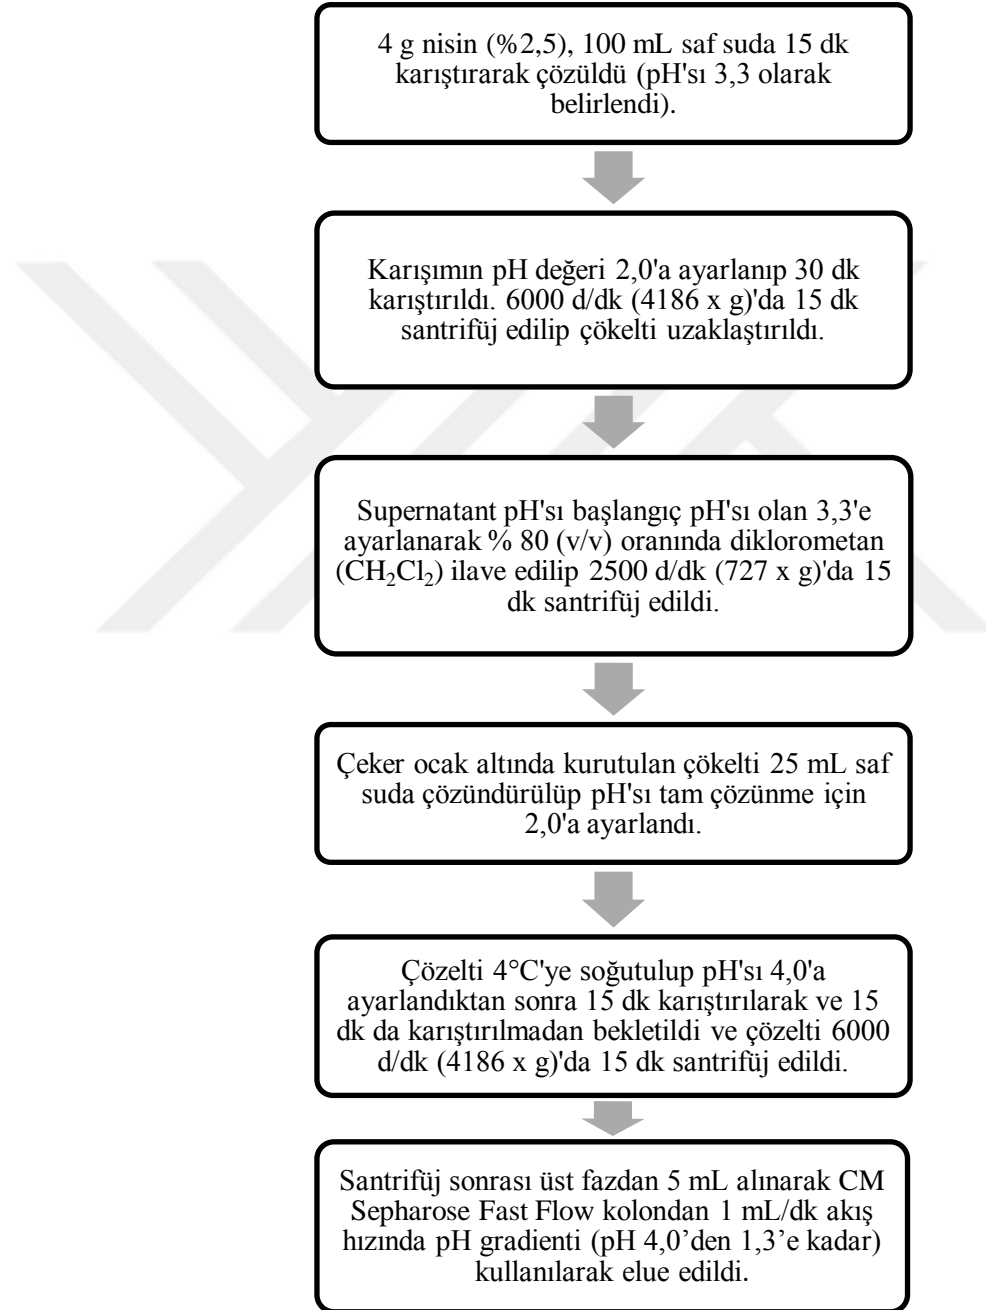 4 g nisin (%2,5), 100 mL saf suda 15 dk
karıştırarak çözüldü (pH'sı 3,3 olarak
belirlendi).
Karışımın pH değeri 2,0'a ayarlanıp 30 dk
karıştırıldı. 6000 d/dk (4186 x g)'da 15 dk
santrifüj edilip çökelti uzaklaştırıldı.
Supernatant pH'sı başlangıç pH'sı olan 3,3'e
ayarlanarak % 80 (v/v) oranında diklorometan
(CH₂Cl₂) ilave edilip 2500 d/dk (727 x g)'da 15
dk santrifüj edildi.
Çeker ocak altında kurutulan çökelti 25 mL saf
suda çözündürülüp pH'sı tam çözünme için
2,0'a ayarlandı.
Çözelti 4°C'ye soğutulup pH'sı 4,0'a
ayarlandıktan sonra 15 dk karıştırılarak ve 15
dk da karıştırılmadan bekletildi ve çözelti 6000
d/dk (4186 x g)'da 15 dk santrifüj edildi.
Santrifüj sonrası üst fazdan 5 mL alınarak CM
Sepharose Fast Flow kolondan 1 mL/dk akış
hızında pH gradienti (pH 4,0’den 1,3’e kadar)
kullanılarak elue edildi.